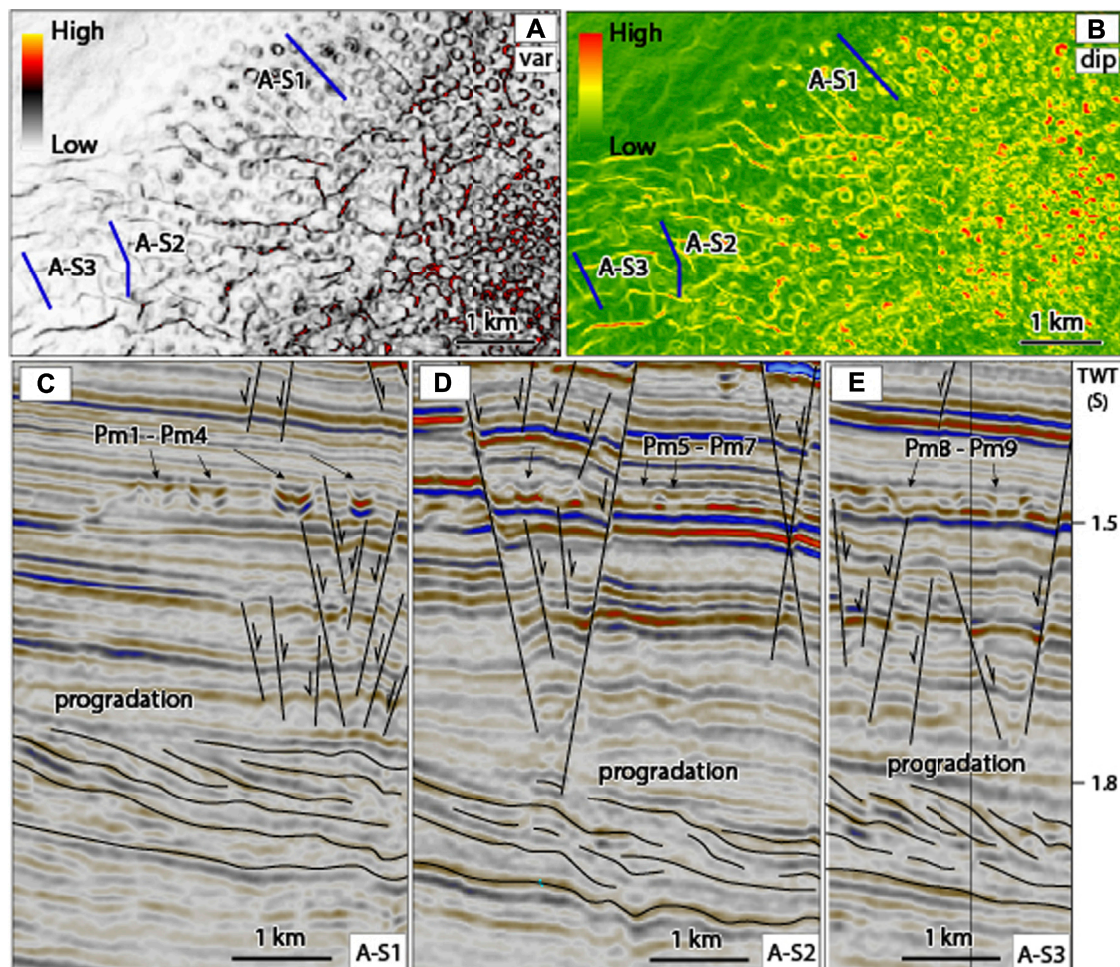 High
A
var
A-S1
Low
A-S2
A-S3
1 km
High
B
dip
A-S1
Low
A-S2
A-S3
1 km
C
D
E
TWT
(S)
Pm1 - Pm4
Pm5 - Pm7
Pm8 - Pm9
1.5
progradation
progradation
progradation
1.8
1 km
A-S1
1 km
A-S2
1 km
A-S3